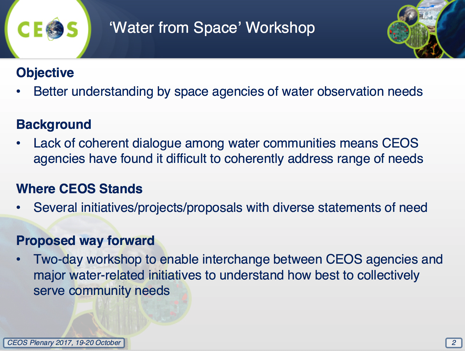 CEOS
'Water from Space' Workshop
Objective
• Better understanding by space agencies of water observation needs
Background
• Lack of coherent dialogue among water communities means CEOS
agencies have found it difficult to coherently address range of needs
Where CEOS Stands
• Several initiatives/projects/proposals with diverse statements of need
Proposed way forward
• Two-day workshop to enable interchange between CEOS agencies and
major water-related initiatives to understand how best to collectively
serve community needs
CEOS Plenary 2017, 19-20 October
2